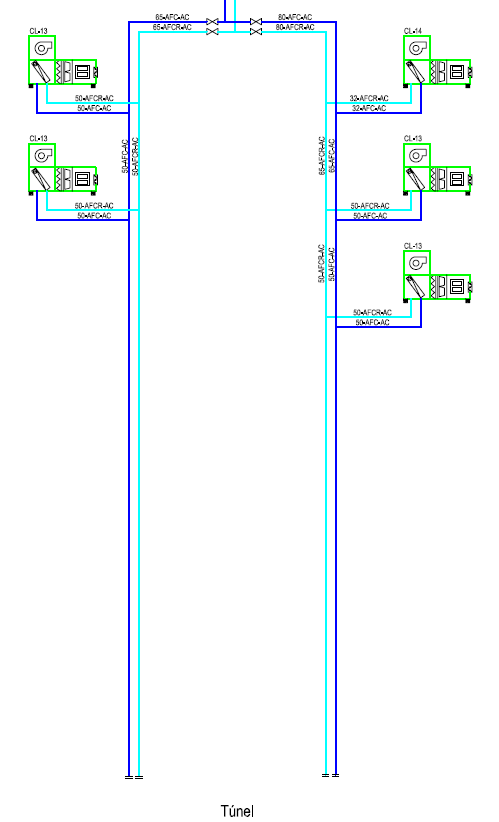 65-AFC-AC
80-AFC-AC
65-AFCR-AC
80-AFCR-AC
CL-13
CL-14
50-AFCR-AC
50-AFC-AC
32-AFCR-AC
32-AFC-AC
CL-13
CL-13
50-AFC-AC
50-AFCR-AC
65-AFCR-AC
65-AFC-AC
50-AFCR-AC
50-AFC-AC
50-AFCR-AC
50-AFC-AC
CL-13
50-AFCR-AC
50-AFC-AC
50-AFCR-AC
50-AFC-AC
Túnel